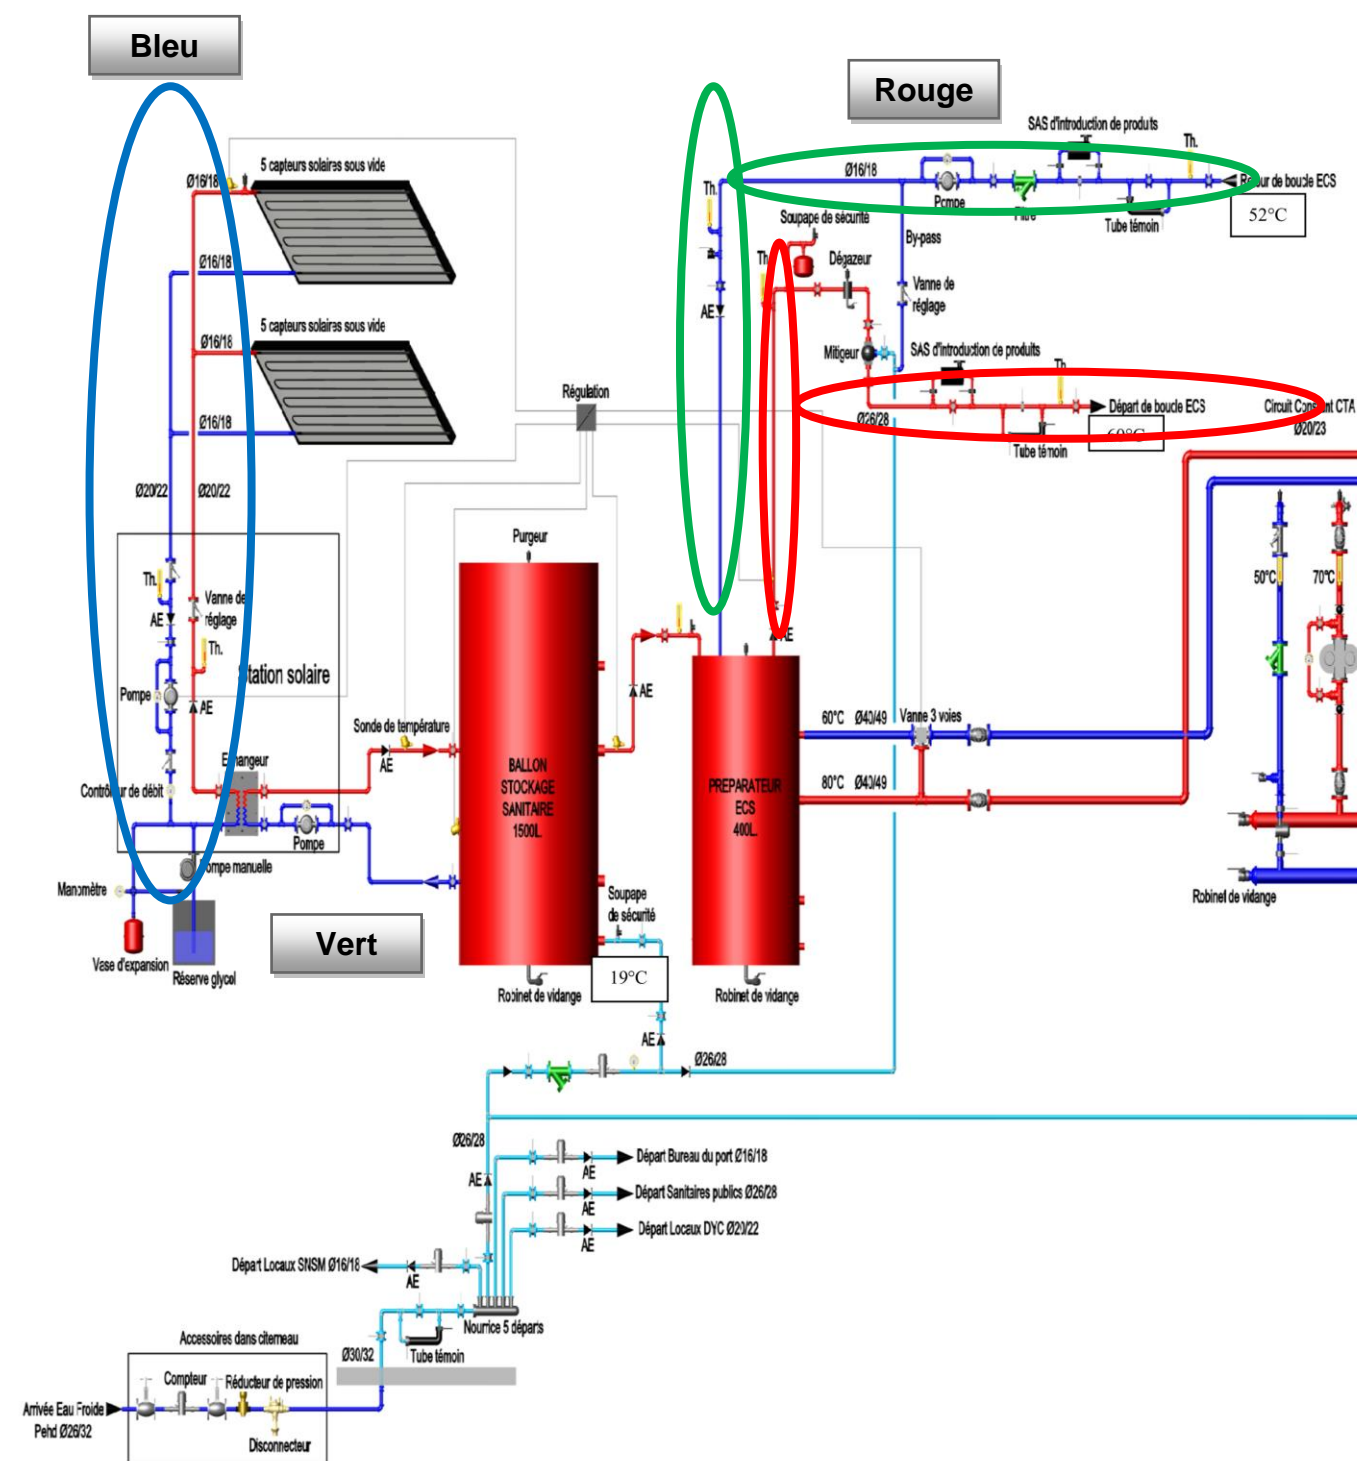 Bleu
Rouge
SAS d'introduction de produits
Th.
5 capteurs solaires sous vide
Ø16/18
Ø16/18
Th.
Pompe
Filtre
Retour de boucle ECS
52°C
Tube témoin
Soupape de sécurité
By-pass
Ø16/18
Th.
Dégazeur
Vanne de
réglage
AE
5 capteurs solaires sous vide
Ø16/18
Mitigeur
SAS d'introduction de produits
Th.
Régulation
Départ de boucle ECS
Circuit Constant CTA
Ø20/23
Ø16/18
Ø26/28
60°C
Tube témoin
Ø20/22
Ø20/22
Purgeur
Th.
50°C
70°C
Vanne de
réglage
AE
Th.
AE
Station solaire
Pompe
AE
AE
Sonde de température
60°C Ø40/49
Vanne 3 voies
Echangeur
AE
BALLON
STOCKAGE
SANITAIRE
1500L.
PREPARATEUR
ECS
400L.
80°C Ø40/49
Contrôleur de débit
Pompe
Pompe manuelle
Manomètre
Soupape
de sécurité
Robinet de vidange
Vert
Vase d'expansion
Réserve glycol
19°C
Robinet de vidange
Robinet de vidange
AE
Ø26/28
Ø26/28
Départ Bureau du port Ø16/18
AE
AE
Départ Sanitaires publics Ø26/28
AE
Départ Locaux DYC Ø20/22
AE
Départ Locaux SNSM Ø16/18
AE
Nourrice 5 départs
Accessoires dans citerneau
Ø30/32
Tube témoin
Compteur
Réducteur de pression
Arrivée Eau Froide
Pehd Ø26/32
Disconnecteur